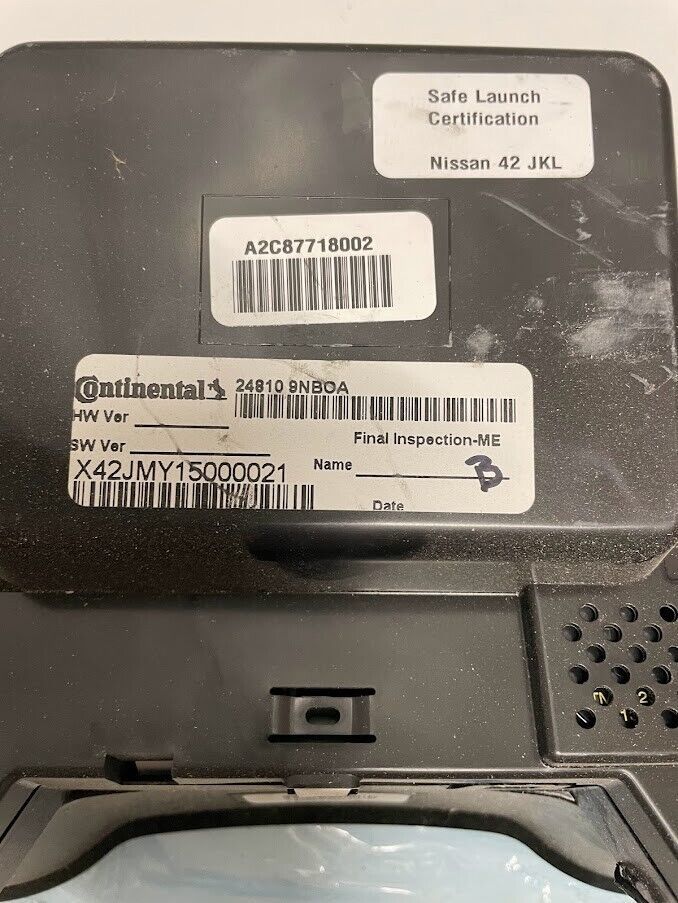 Safe Launch
Certification
Nissan 42 JKL
A2C87718002
Continental
24810 9NBOA
HW Ver
SW Ver
Final Inspection-ME
X42JMY15000021
Name
B
Date
2
1